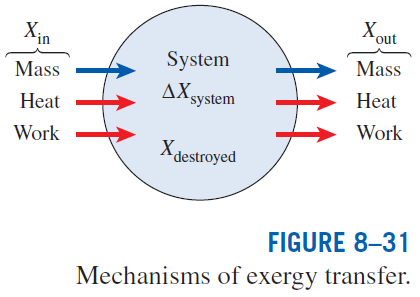 X_in
X_out
System
Mass
Mass
ΔX_system
Heat
Heat
Work
Work
X_destroyed
FIGURE 8–31
Mechanisms of exergy transfer.